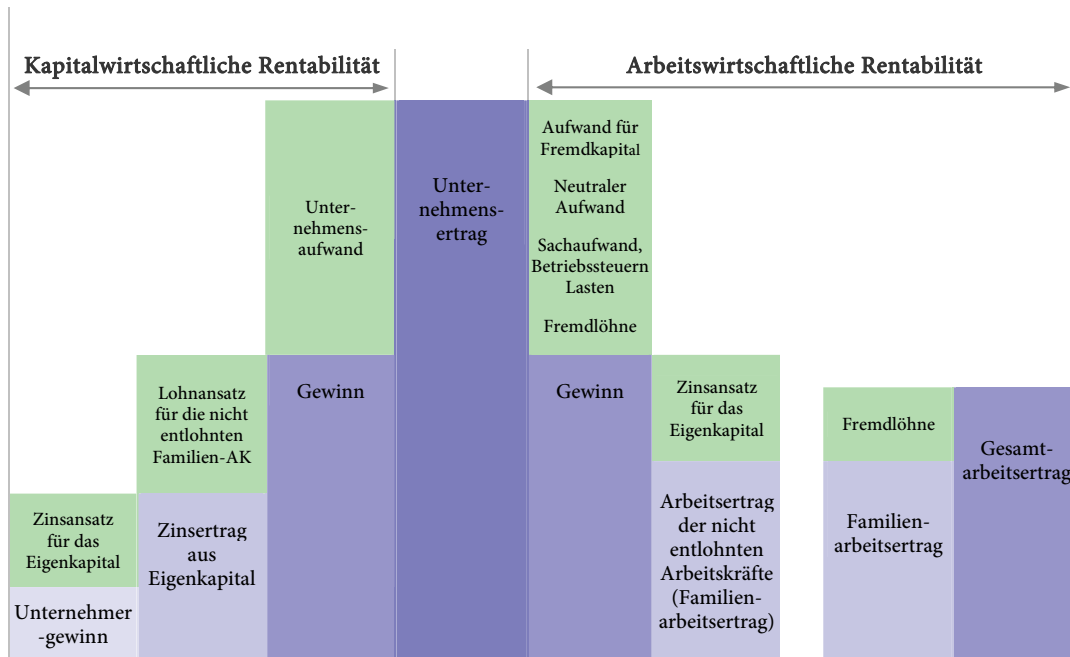 Kapitalwirtschaftliche Rentabilität
Arbeitswirtschaftliche Rentabilität
Unter-
nehmens-
aufwand
Unter-
nehmens-
ertrag
Aufwand für
Fremdkapital
Neutraler
Aufwand
Sachaufwand,
Betriebssteuern
Lasten
Fremdlöhne
Lohnansatz
für die nicht
entlohnten
Familien-AK
Gewinn
Gewinn
Zinsansatz
für das
Eigenkapital
Fremdlöhne
Gesamt-
arbeitsertrag
Zinsansatz
für das
Eigenkapital
Zinsertrag
aus
Eigenkapital
Arbeitsertrag
der nicht
entlohnten
Arbeitskräfte
(Familien-
arbeitsertrag)
Familien-
arbeitsertrag
Unternehmer
-gewinn